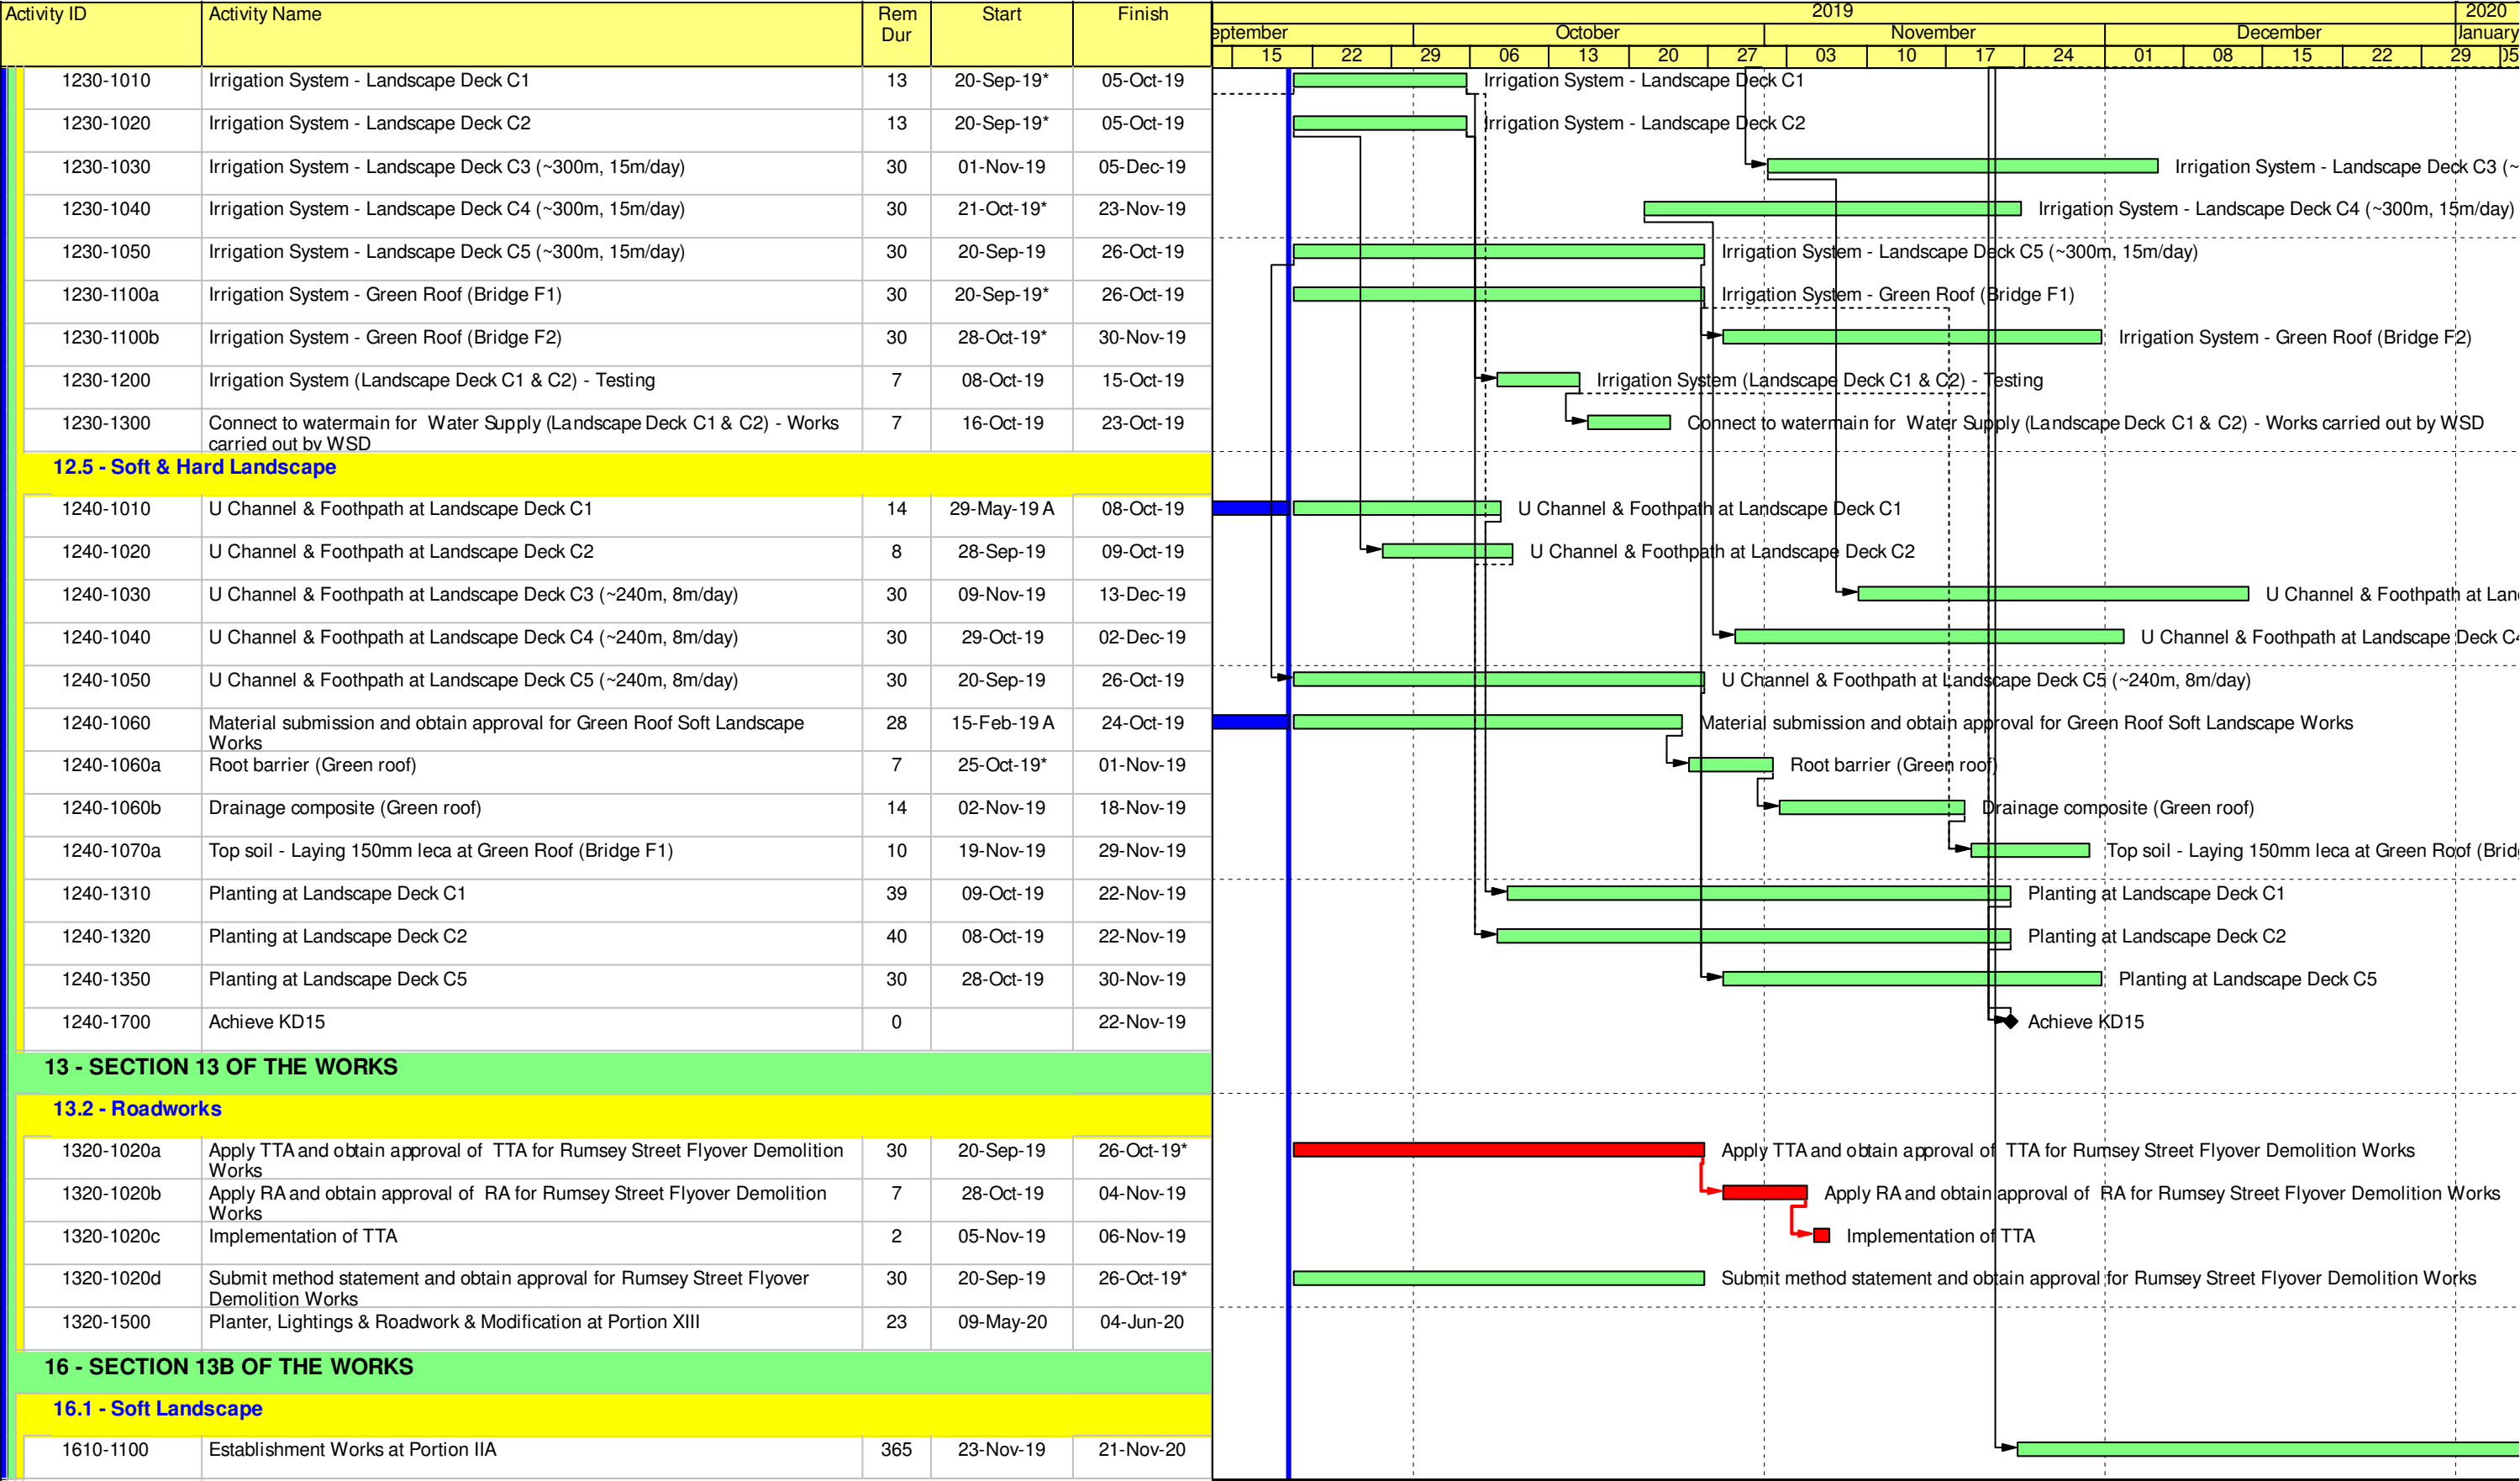 Activity ID Activity Name Rem Dur Start Finish
2019 2020
eptember October November December January
15 22 29 06 13 20 27 03 10 17 24 01 08 15 22 29 05
1230-1010 Irrigation System - Landscape Deck C1 13 20-Sep-19* 05-Oct-19 Irrigation System - Landscape Deck C1
1230-1020 Irrigation System - Landscape Deck C2 13 20-Sep-19* 05-Oct-19 Irrigation System - Landscape Deck C2
1230-1030 Irrigation System - Landscape Deck C3 (~300m, 15m/day) 30 01-Nov-19 05-Dec-19 Irrigation System - Landscape Deck C3 (~
1230-1040 Irrigation System - Landscape Deck C4 (~300m, 15m/day) 30 21-Oct-19* 23-Nov-19 Irrigation System - Landscape Deck C4 (~300m, 15m/day)
1230-1050 Irrigation System - Landscape Deck C5 (~300m, 15m/day) 30 20-Sep-19 26-Oct-19 Irrigation System - Landscape Deck C5 (~300m, 15m/day)
1230-1100a Irrigation System - Green Roof (Bridge F1) 30 20-Sep-19* 26-Oct-19 Irrigation System - Green Roof (Bridge F1)
1230-1100b Irrigation System - Green Roof (Bridge F2) 30 28-Oct-19* 30-Nov-19 Irrigation System - Green Roof (Bridge F2)
1230-1200 Irrigation System (Landscape Deck C1 & C2) - Testing 7 08-Oct-19 15-Oct-19 Irrigation System (Landscape Deck C1 & C2) - Testing
1230-1300 Connect to watermain for Water Supply (Landscape Deck C1 & C2) - Works 7 16-Oct-19 23-Oct-19 Connect to watermain for Water Supply (Landscape Deck C1 & C2) - Works carried out by WSD
carried out by WSD
12.5 - Soft & Hard Landscape
1240-1010 U Channel & Foothpath at Landscape Deck C1 14 29-May-19 A 08-Oct-19 U Channel & Foothpath at Landscape Deck C1
1240-1020 U Channel & Foothpath at Landscape Deck C2 8 28-Sep-19 09-Oct-19 U Channel & Foothpath at Landscape Deck C2
1240-1030 U Channel & Foothpath at Landscape Deck C3 (~240m, 8m/day) 30 09-Nov-19 13-Dec-19 U Channel & Foothpath at Lan
1240-1040 U Channel & Foothpath at Landscape Deck C4 (~240m, 8m/day) 30 29-Oct-19 02-Dec-19 U Channel & Foothpath at Landscape Deck C4
1240-1050 U Channel & Foothpath at Landscape Deck C5 (~240m, 8m/day) 30 20-Sep-19 26-Oct-19 U Channel & Foothpath at Landscape Deck C5 (~240m, 8m/day)
1240-1060 Material submission and obtain approval for Green Roof Soft Landscape 28 15-Feb-19 A 24-Oct-19 Material submission and obtain approval for Green Roof Soft Landscape Works
Works
1240-1060a Root barrier (Green roof) 7 25-Oct-19* 01-Nov-19 Root barrier (Green roof)
1240-1060b Drainage composite (Green roof) 14 02-Nov-19 18-Nov-19 Drainage composite (Green roof)
1240-1070a Top soil - Laying 150mm leca at Green Roof (Bridge F1) 10 19-Nov-19 29-Nov-19 Top soil - Laying 150mm leca at Green Roof (Brid
1240-1310 Planting at Landscape Deck C1 39 09-Oct-19 22-Nov-19 Planting at Landscape Deck C1
1240-1320 Planting at Landscape Deck C2 40 08-Oct-19 22-Nov-19 Planting at Landscape Deck C2
1240-1350 Planting at Landscape Deck C5 30 28-Oct-19 30-Nov-19 Planting at Landscape Deck C5
1240-1700 Achieve KD15 0 22-Nov-19 Achieve KD15
13 - SECTION 13 OF THE WORKS
13.2 - Roadworks
1320-1020a Apply TTA and obtain approval of TTA for Rumsey Street Flyover Demolition 30 20-Sep-19 26-Oct-19* Apply TTA and obtain approval of TTA for Rumsey Street Flyover Demolition Works
Works
1320-1020b Apply RA and obtain approval of RA for Rumsey Street Flyover Demolition 7 28-Oct-19 04-Nov-19 Apply RA and obtain approval of RA for Rumsey Street Flyover Demolition Works
Works
1320-1020c Implementation of TTA 2 05-Nov-19 06-Nov-19 Implementation of TTA
1320-1020d Submit method statement and obtain approval for Rumsey Street Flyover 30 20-Sep-19 26-Oct-19* Submit method statement and obtain approval for Rumsey Street Flyover Demolition Works
Demolition Works
1320-1500 Planter, Lightings & Roadwork & Modification at Portion XIII 23 09-May-20 04-Jun-20
16 - SECTION 13B OF THE WORKS
16.1 - Soft Landscape
1610-1100 Establishment Works at Portion IIA 365 23-Nov-19 21-Nov-20